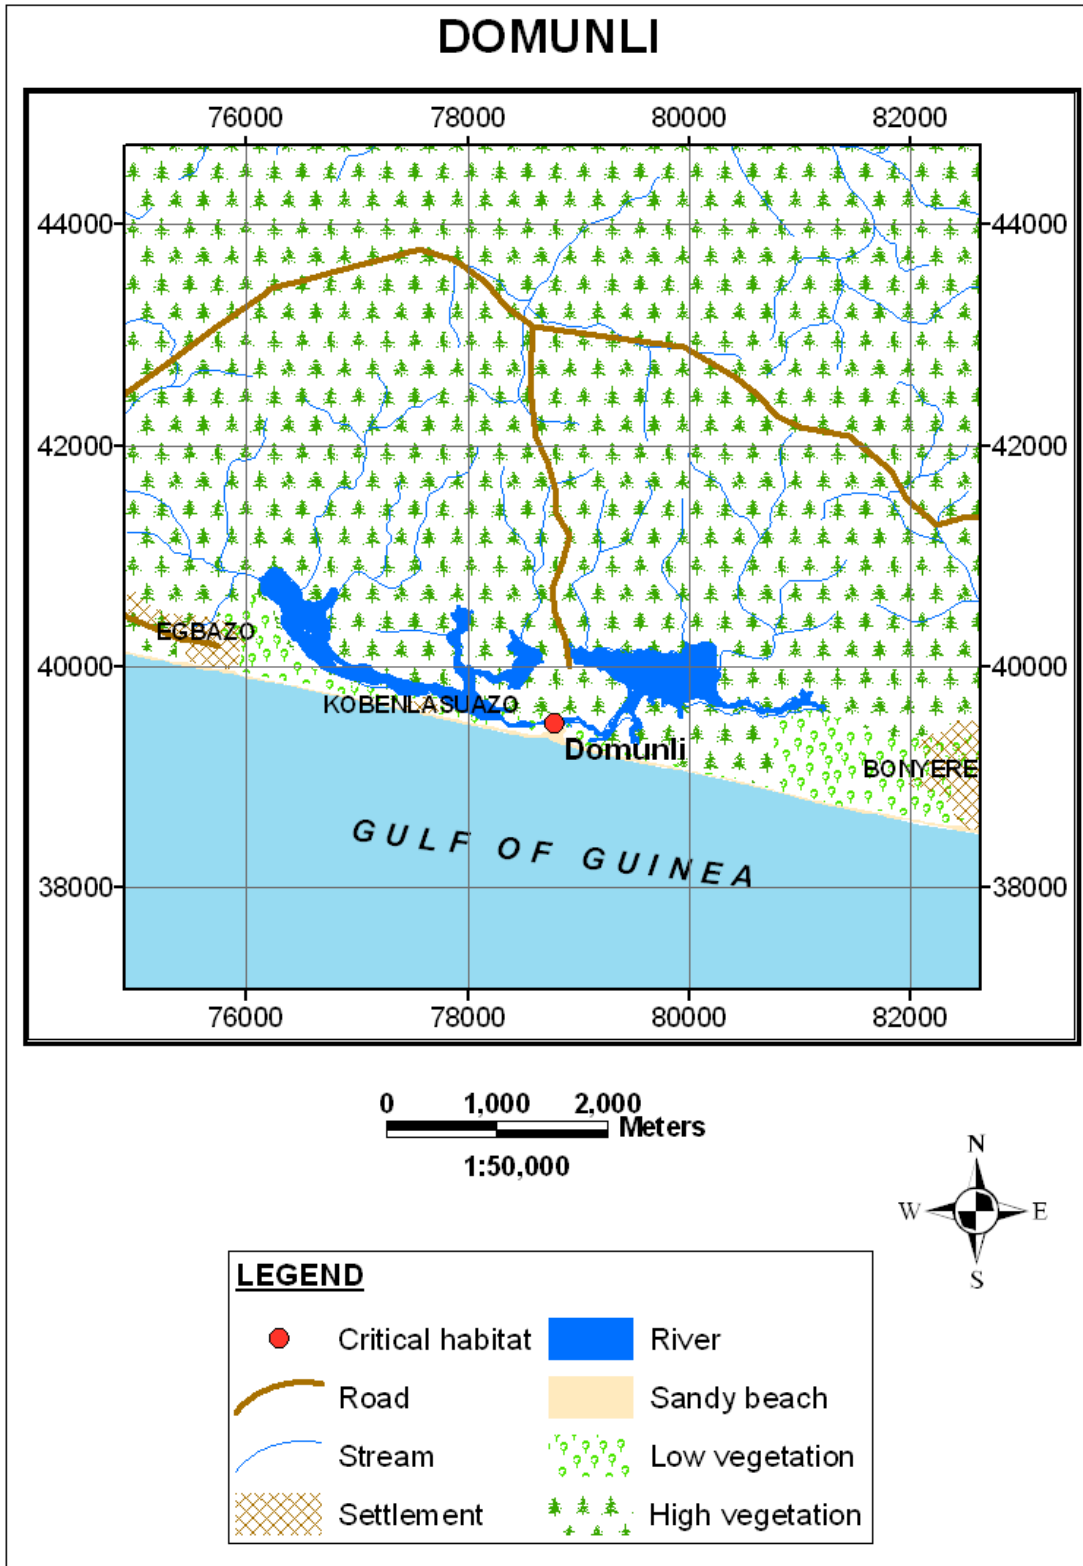 DOMUNLI
76000 78000 80000 82000
44000 44000
42000 42000
EGBAZO
40000 40000
KOBENLASUAZO
Domunli
BONYERE
GULF OF GUINEA
38000 38000
76000 78000 80000 82000
0 1,000 2,000
Meters
1:50,000
N
W E
S
LEGEND
Critical habitat River
Road Sandy beach
Stream Low vegetation
Settlement High vegetation